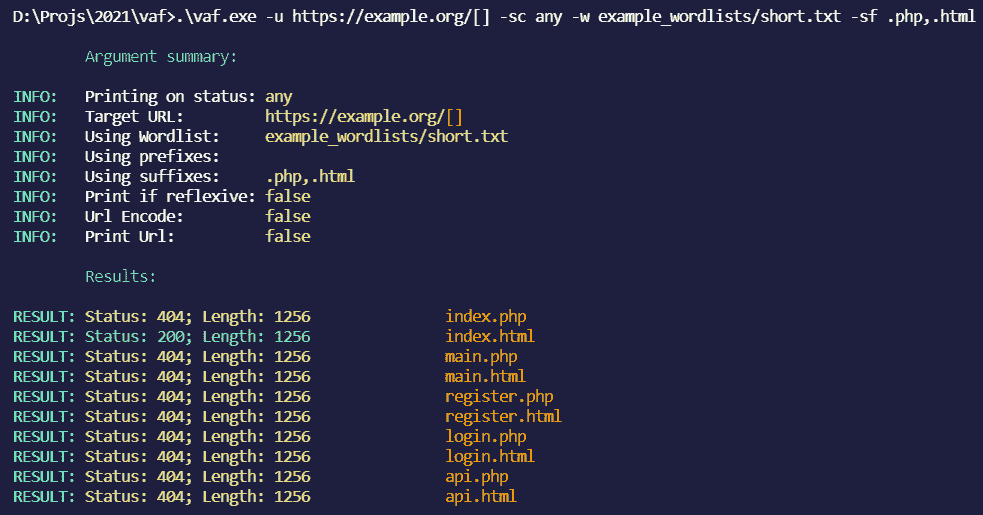 D:\Projs\2021\vaf>.\vaf.exe -u https://example.org/[] -sc any -w example_wordlists/short.txt -sf .php,.html
Argument summary:
INFO: Printing on status: any
INFO: Target URL: https://example.org/[]
INFO: Using Wordlist: example_wordlists/short.txt
INFO: Using prefixes:
INFO: Using suffixes: .php,.html
INFO: Print if reflexive: false
INFO: Url Encode: false
INFO: Print Url: false
Results:
RESULT: Status: 404; Length: 1256 index.php
RESULT: Status: 200; Length: 1256 index.html
RESULT: Status: 404; Length: 1256 main.php
RESULT: Status: 404; Length: 1256 main.html
RESULT: Status: 404; Length: 1256 register.php
RESULT: Status: 404; Length: 1256 register.html
RESULT: Status: 404; Length: 1256 login.php
RESULT: Status: 404; Length: 1256 login.html
RESULT: Status: 404; Length: 1256 api.php
RESULT: Status: 404; Length: 1256 api.html